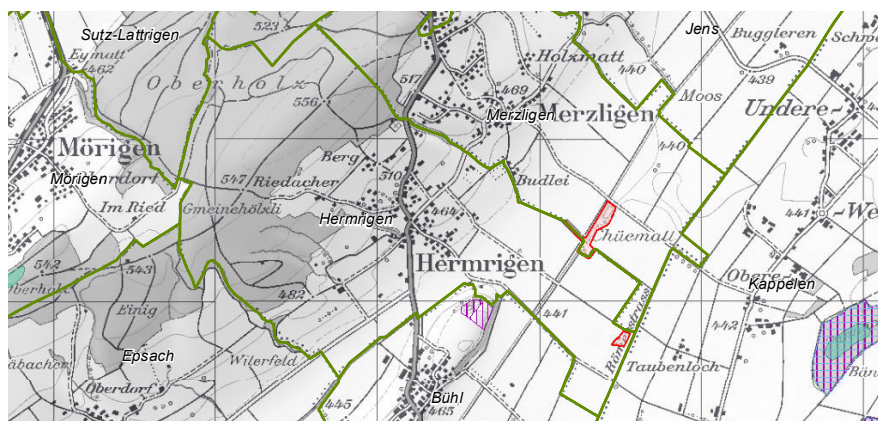 Sutz-Lattrigen
523
Jens
Buggleren
Eymatt
462
Holzmatt
517
440
439
Oberholz
556
469
Moos
Merzligen
Merzligen
Undere-
Mörigen
Berg
440
Mörigen
547
Riedacher
510
Budlei
Im Ried
Gmeinehölzli
Hermrigen
464
441
Chüematt
Hermrigen
542
543
482
Obere-
Kappelen
Oberholz
Einig
441
442
Epsach
Wilerfeld
Taubenloch
Oberdorf
Bühl
445
465